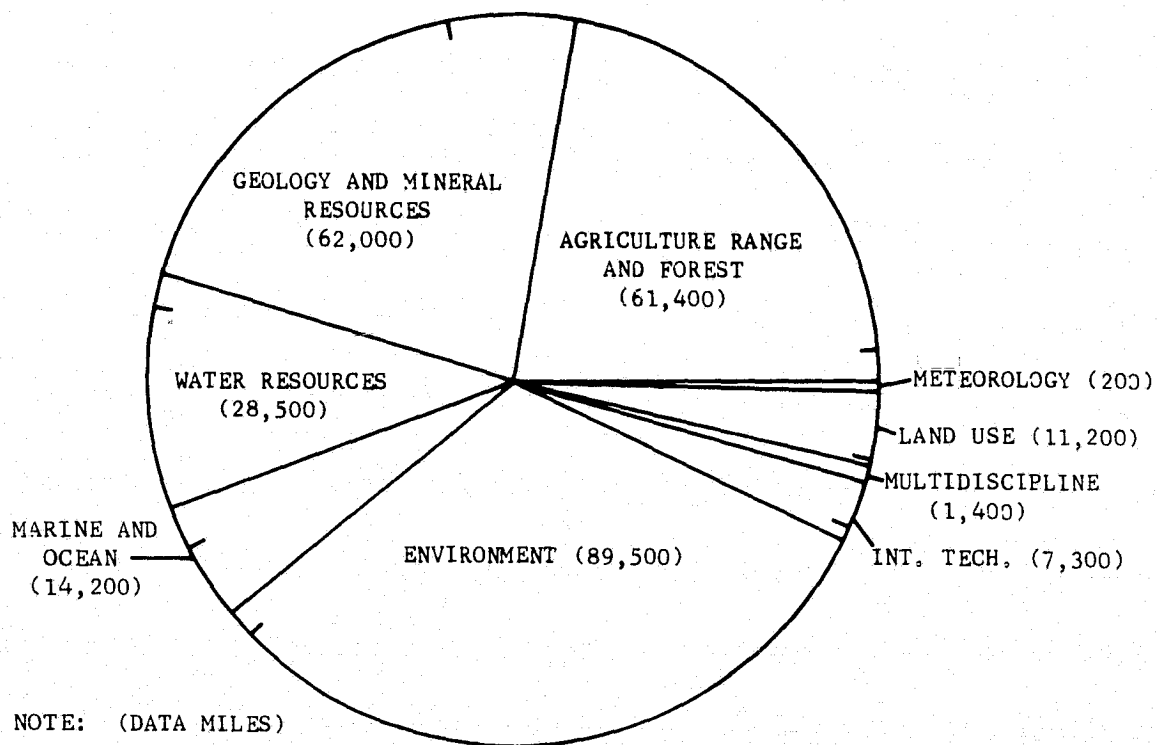 GEOLOGY AND MINERAL
RESOURCES
(62,000)
AGRICULTURE RANGE
AND FOREST
(61,400)
METEOROLOGY (200)
WATER RESOURCES
(28,500)
LAND USE (11,200)
MULTIDISCIPLINE
(1,400)
MARINE AND
OCEAN
(14,200)
ENVIRONMENT (89,500)
INT. TECH. (7,300)
NOTE: (DATA MILES)